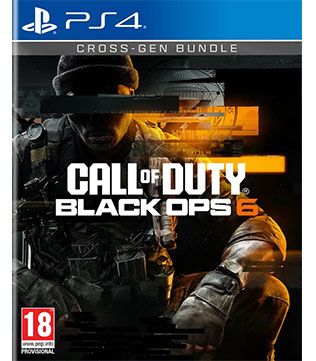 PS4
CROSS-GEN BUNDLE
CALL OF DUTY®
BLACK OPS 6
18
www.pegi.info
PROVISIONAL